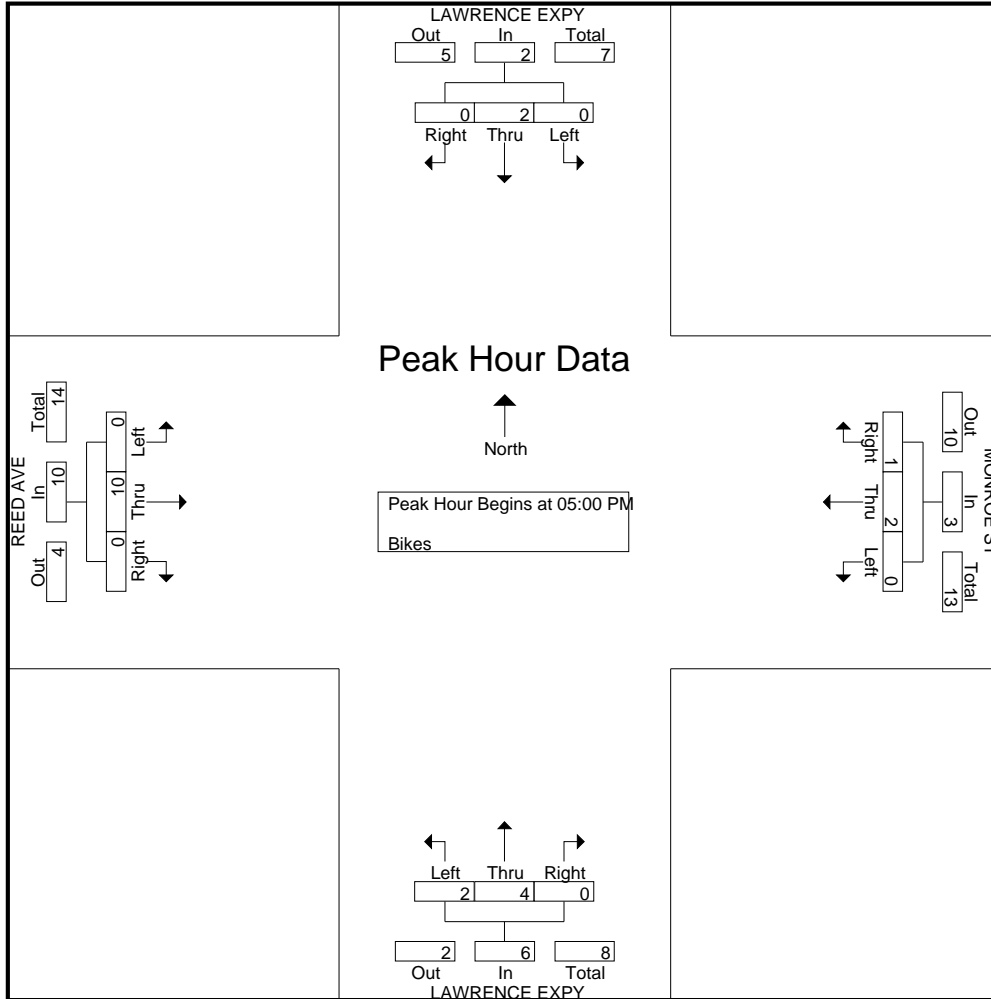 LAWRENCE EXPY
Out In Total
5 2 7
0 2 0
Right Thru Left
Peak Hour Data
North
Peak Hour Begins at 05:00 PM
Bikes
REED AVE
Out In Total
4 10 14
Right Thru Left
0 10 0
MONROE ST
Out In Total
10 3 13
1 2 0
Right Thru Left
Left Thru Right
2 4 0
2 6 8
Out In Total
LAWRENCE EXPY